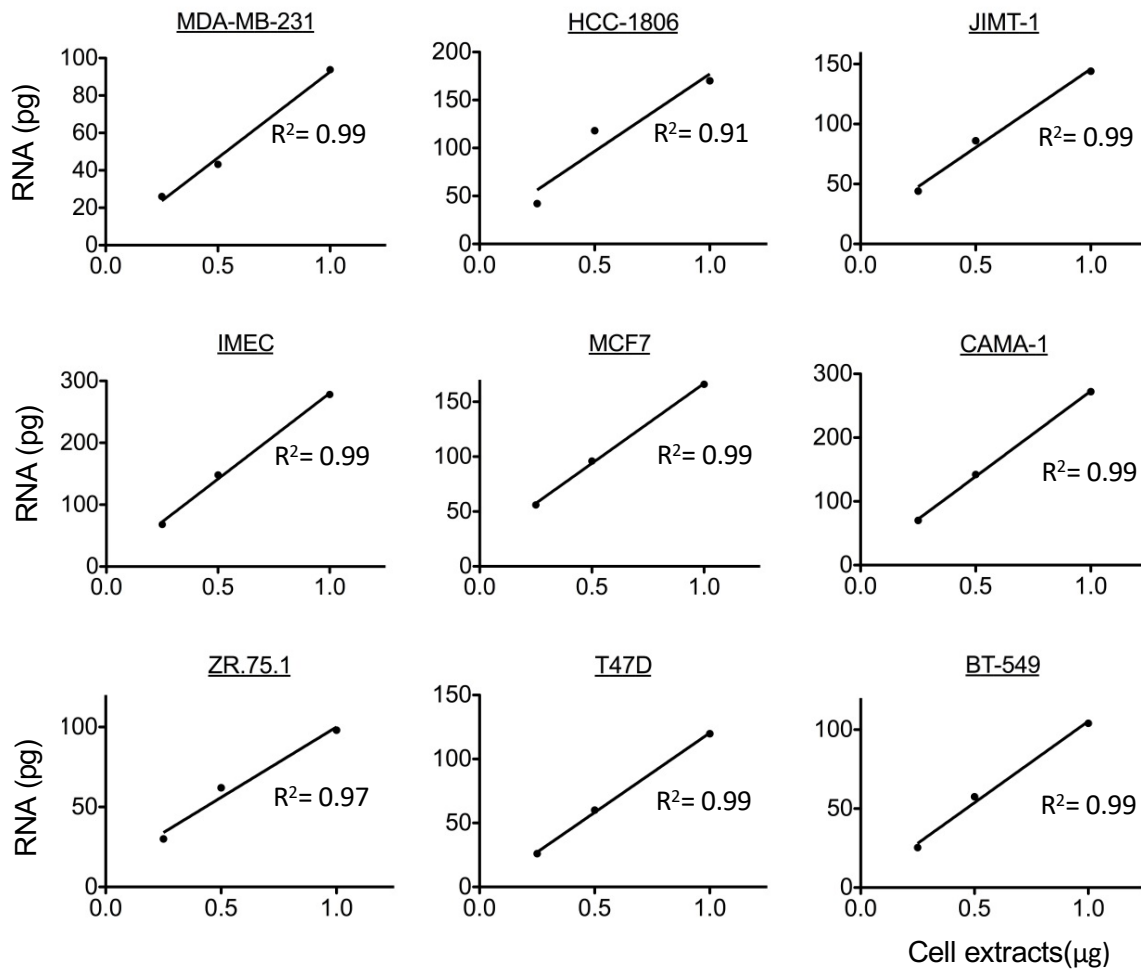 MDA-MB-231
RNA (pg)
100
80
60
40
20
0
0.0 0.5 1.0
R²= 0.99
HCC-1806
200
150
100
50
0
0.0 0.5 1.0
R²= 0.91
JIMT-1
150
100
50
0
0.0 0.5 1.0
R²= 0.99
IMEC
RNA (pg)
300
200
100
0
0.0 0.5 1.0
R²= 0.99
MCF7
150
100
50
0
0.0 0.5 1.0
R²= 0.99
CAMA-1
300
200
100
0
0.0 0.5 1.0
R²= 0.99
ZR.75.1
RNA (pg)
100
50
0
0.0 0.5 1.0
R²= 0.97
T47D
150
100
50
0
0.0 0.5 1.0
R²= 0.99
BT-549
100
50
0
0.0 0.5 1.0
R²= 0.99
Cell extracts(µg)